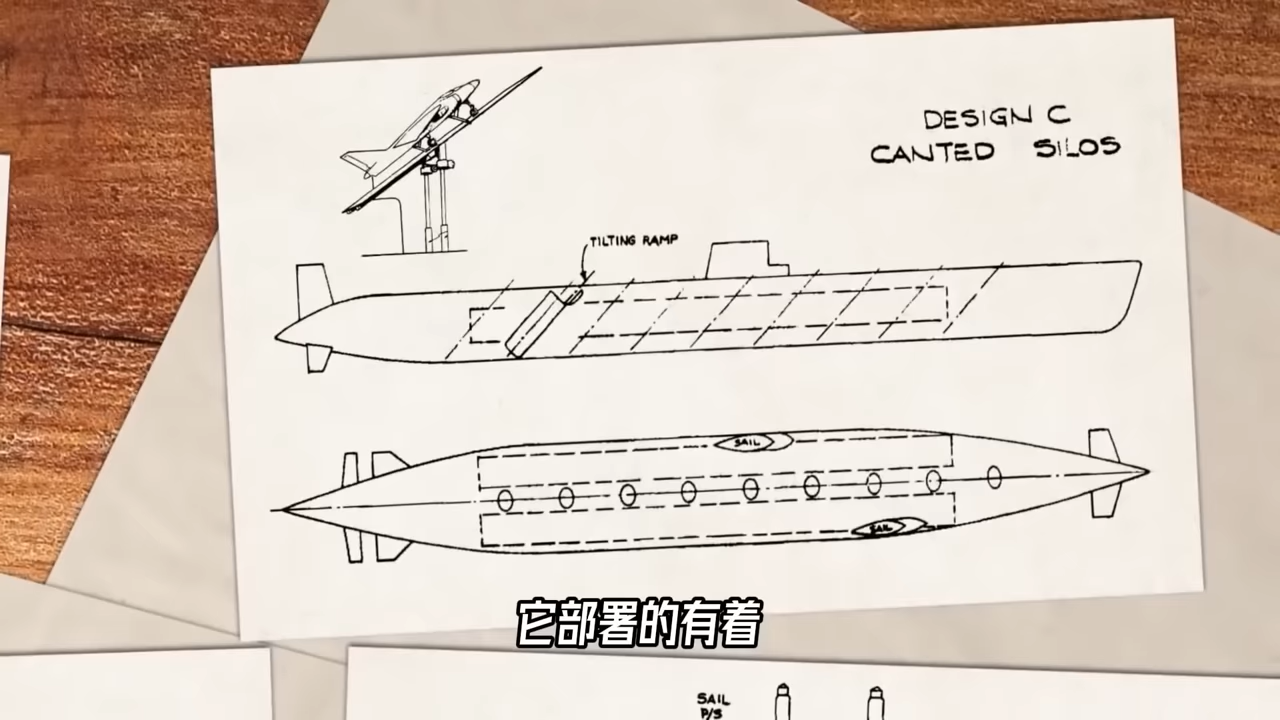 DESIGN C
CANTED SILOS
TILTING RAMP
SAIL
SAIL
它部署的有着
SAIL
P/S